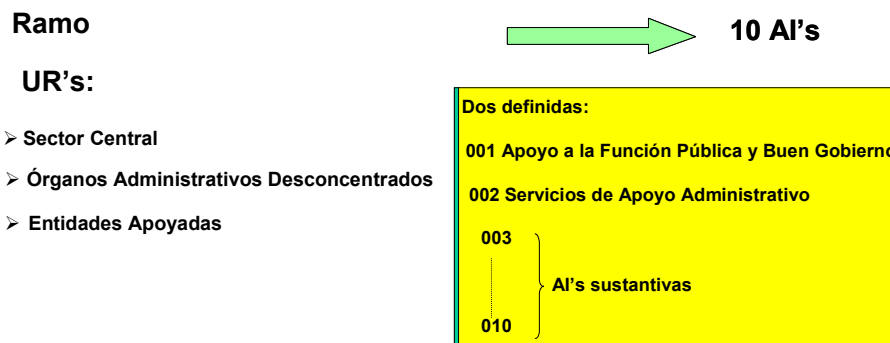 Ramo
10 AI's
UR's:
➢ Sector Central
➢ Órganos Administrativos Desconcentrados
➢ Entidades Apoyadas
Dos definidas:
001 Apoyo a la Función Pública y Buen Gobierno
002 Servicios de Apoyo Administrativo
003
AI's sustantivas
010